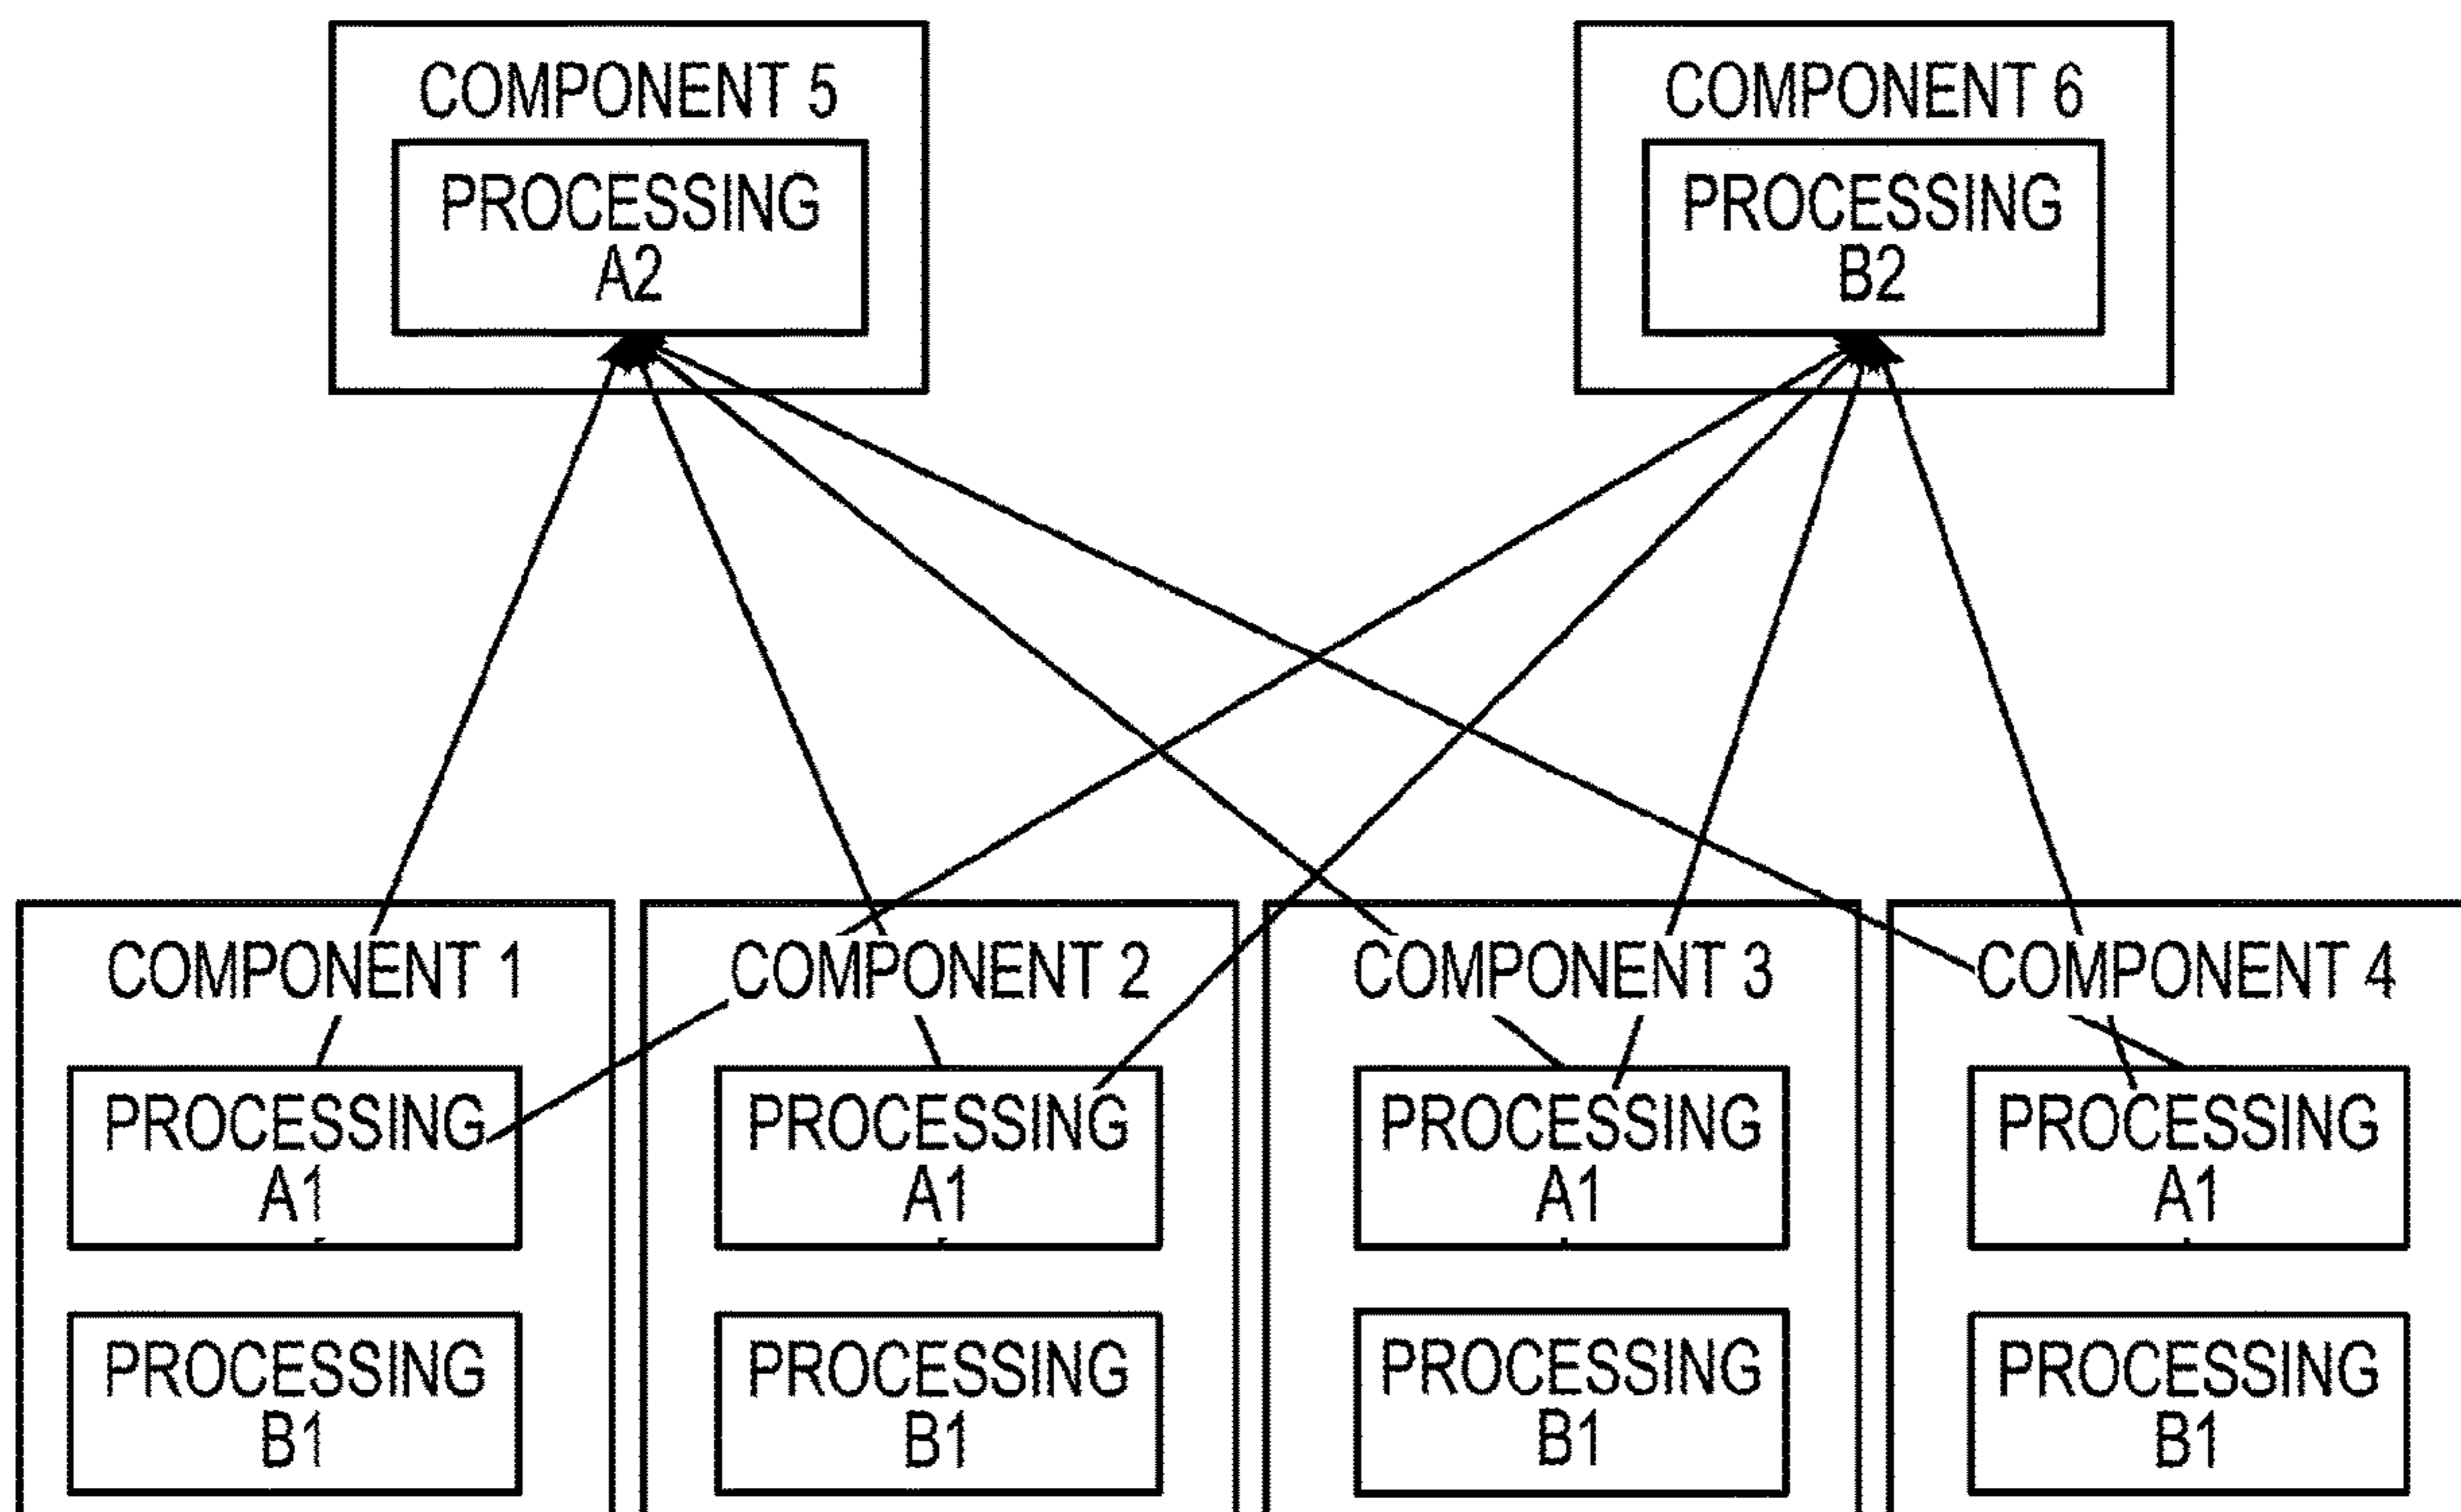 COMPONENT 5
PROCESSING
A2
COMPONENT 6
PROCESSING
B2
COMPONENT 1
PROCESSING
A1
PROCESSING
B1
COMPONENT 2
PROCESSING
A1
PROCESSING
B1
COMPONENT 3
PROCESSING
A1
PROCESSING
B1
COMPONENT 4
PROCESSING
A1
PROCESSING
B1